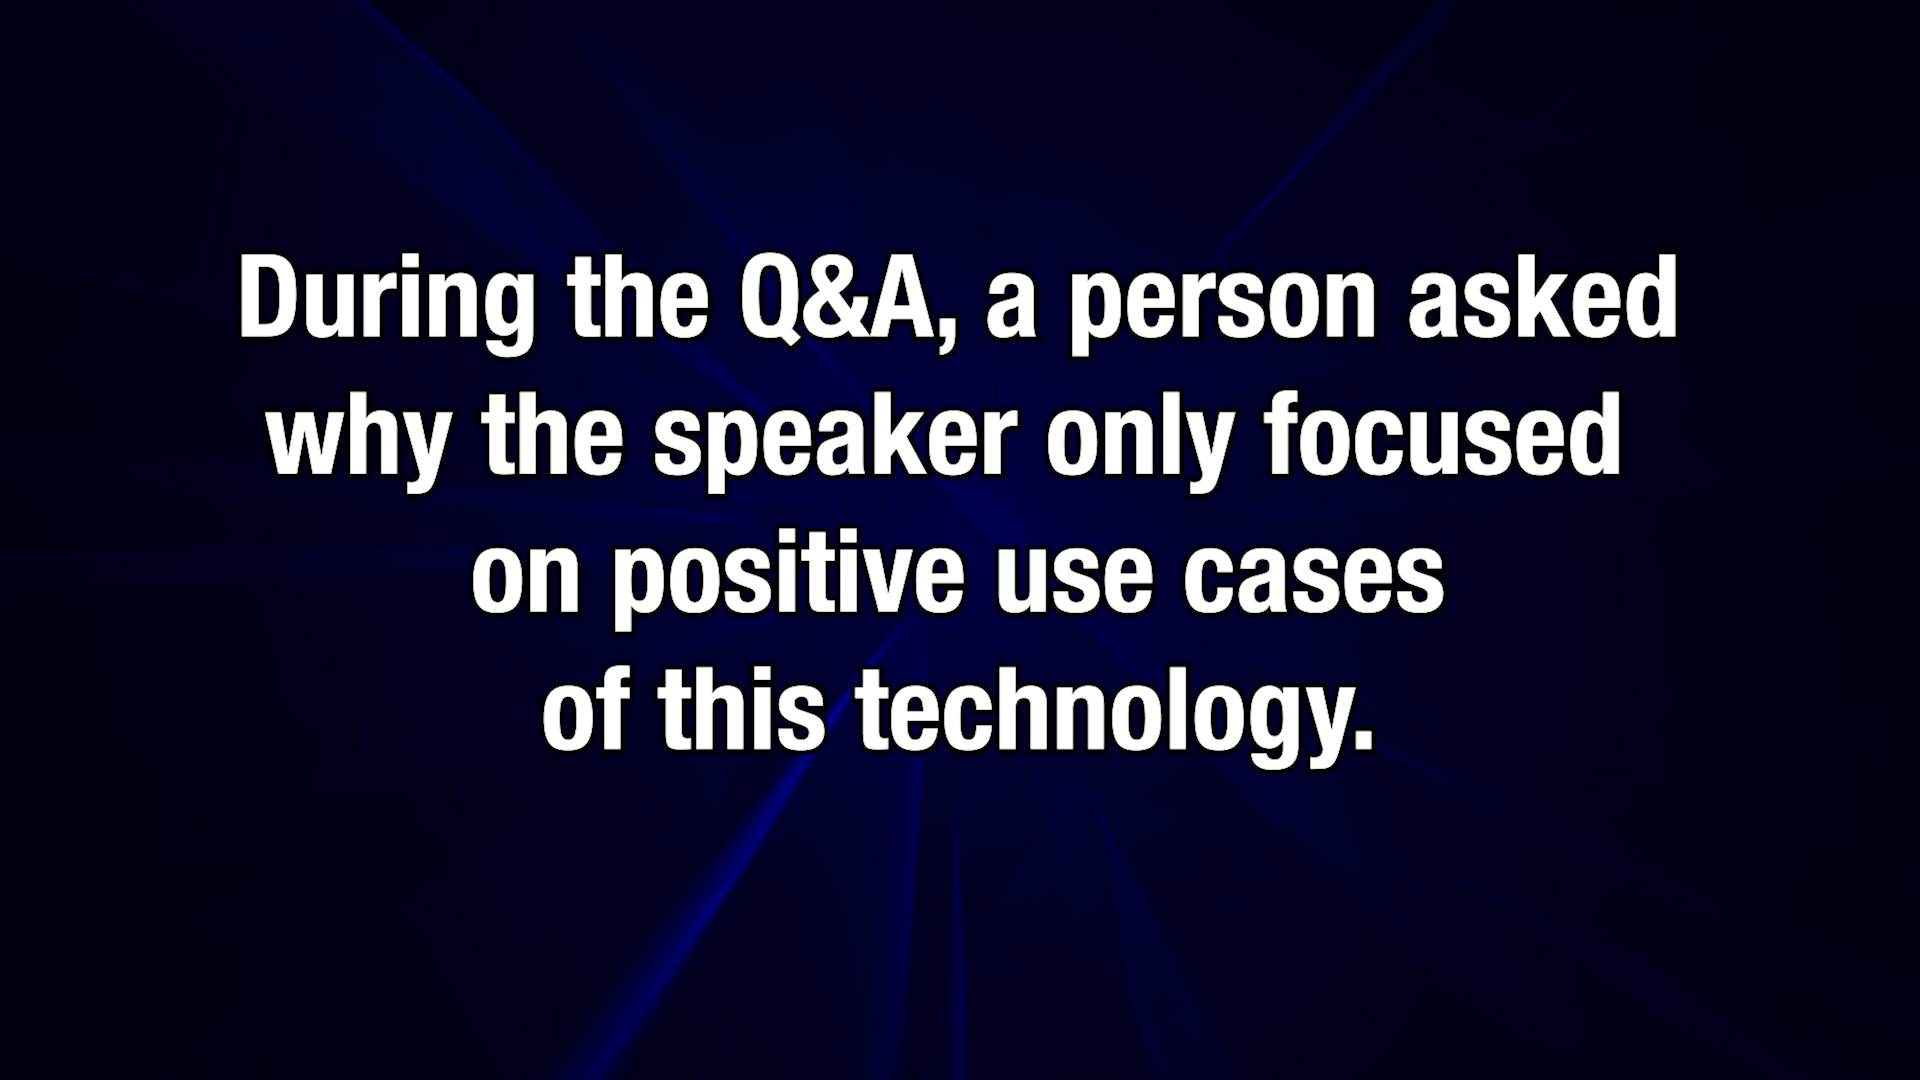 During the Q&A, a person asked
why the speaker only focused
on positive use cases
of this technology.